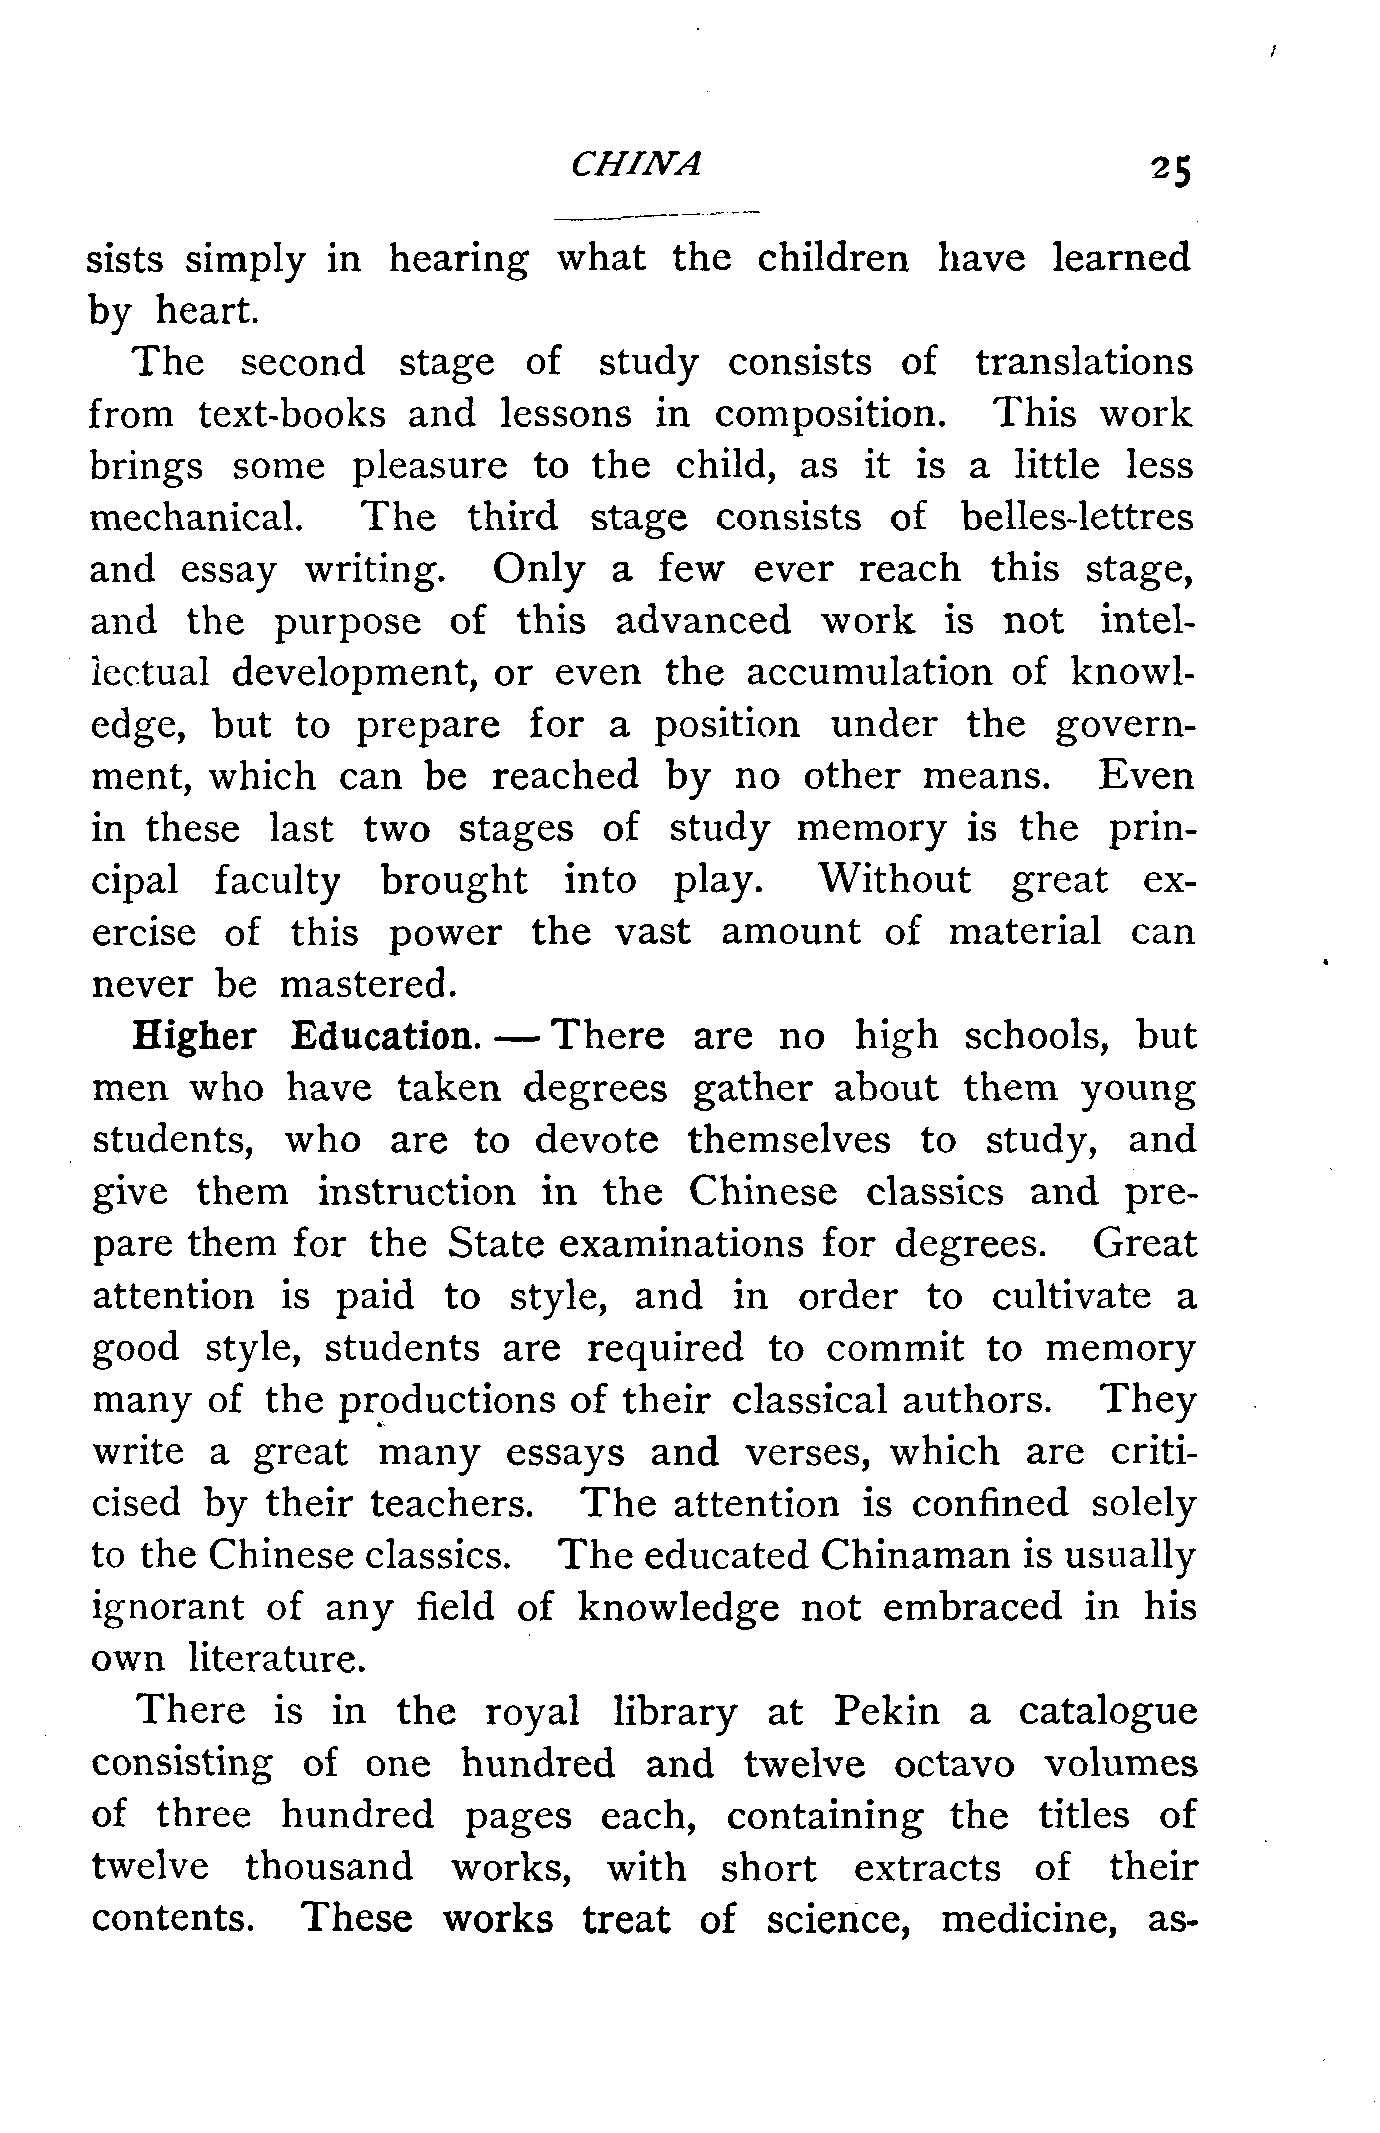 CHINA 25
sists simply in hearing what the children have learned
by heart.
The second stage of study consists of translations
from text-books and lessons in composition. This work
brings some pleasure to the child, as it is a little less
mechanical. The third stage consists of belles-lettres
and essay writing. Only a few ever reach this stage,
and the purpose of this advanced work is not intel-
lectual development, or even the accumulation of knowl-
edge, but to prepare for a position under the govern-
ment, which can be reached by no other means. Even
in these last two stages of study memory is the prin-
cipal faculty brought into play. Without great ex-
ercise of this power the vast amount of material can
never be mastered.
Higher Education. — There are no high schools, but
men who have taken degrees gather about them young
students, who are to devote themselves to study, and
give them instruction in the Chinese classics and pre-
pare them for the State examinations for degrees. Great
attention is paid to style, and in order to cultivate a
good style, students are required to commit to memory
many of the productions of their classical authors. They
write a great many essays and verses, which are criti-
cised by their teachers. The attention is confined solely
to the Chinese classics. The educated Chinaman is usually
ignorant of any field of knowledge not embraced in his
own literature.
There is in the royal library at Pekin a catalogue
consisting of one hundred and twelve octavo volumes
of three hundred pages each, containing the titles of
twelve thousand works, with short extracts of their
contents. These works treat of science, medicine, as-